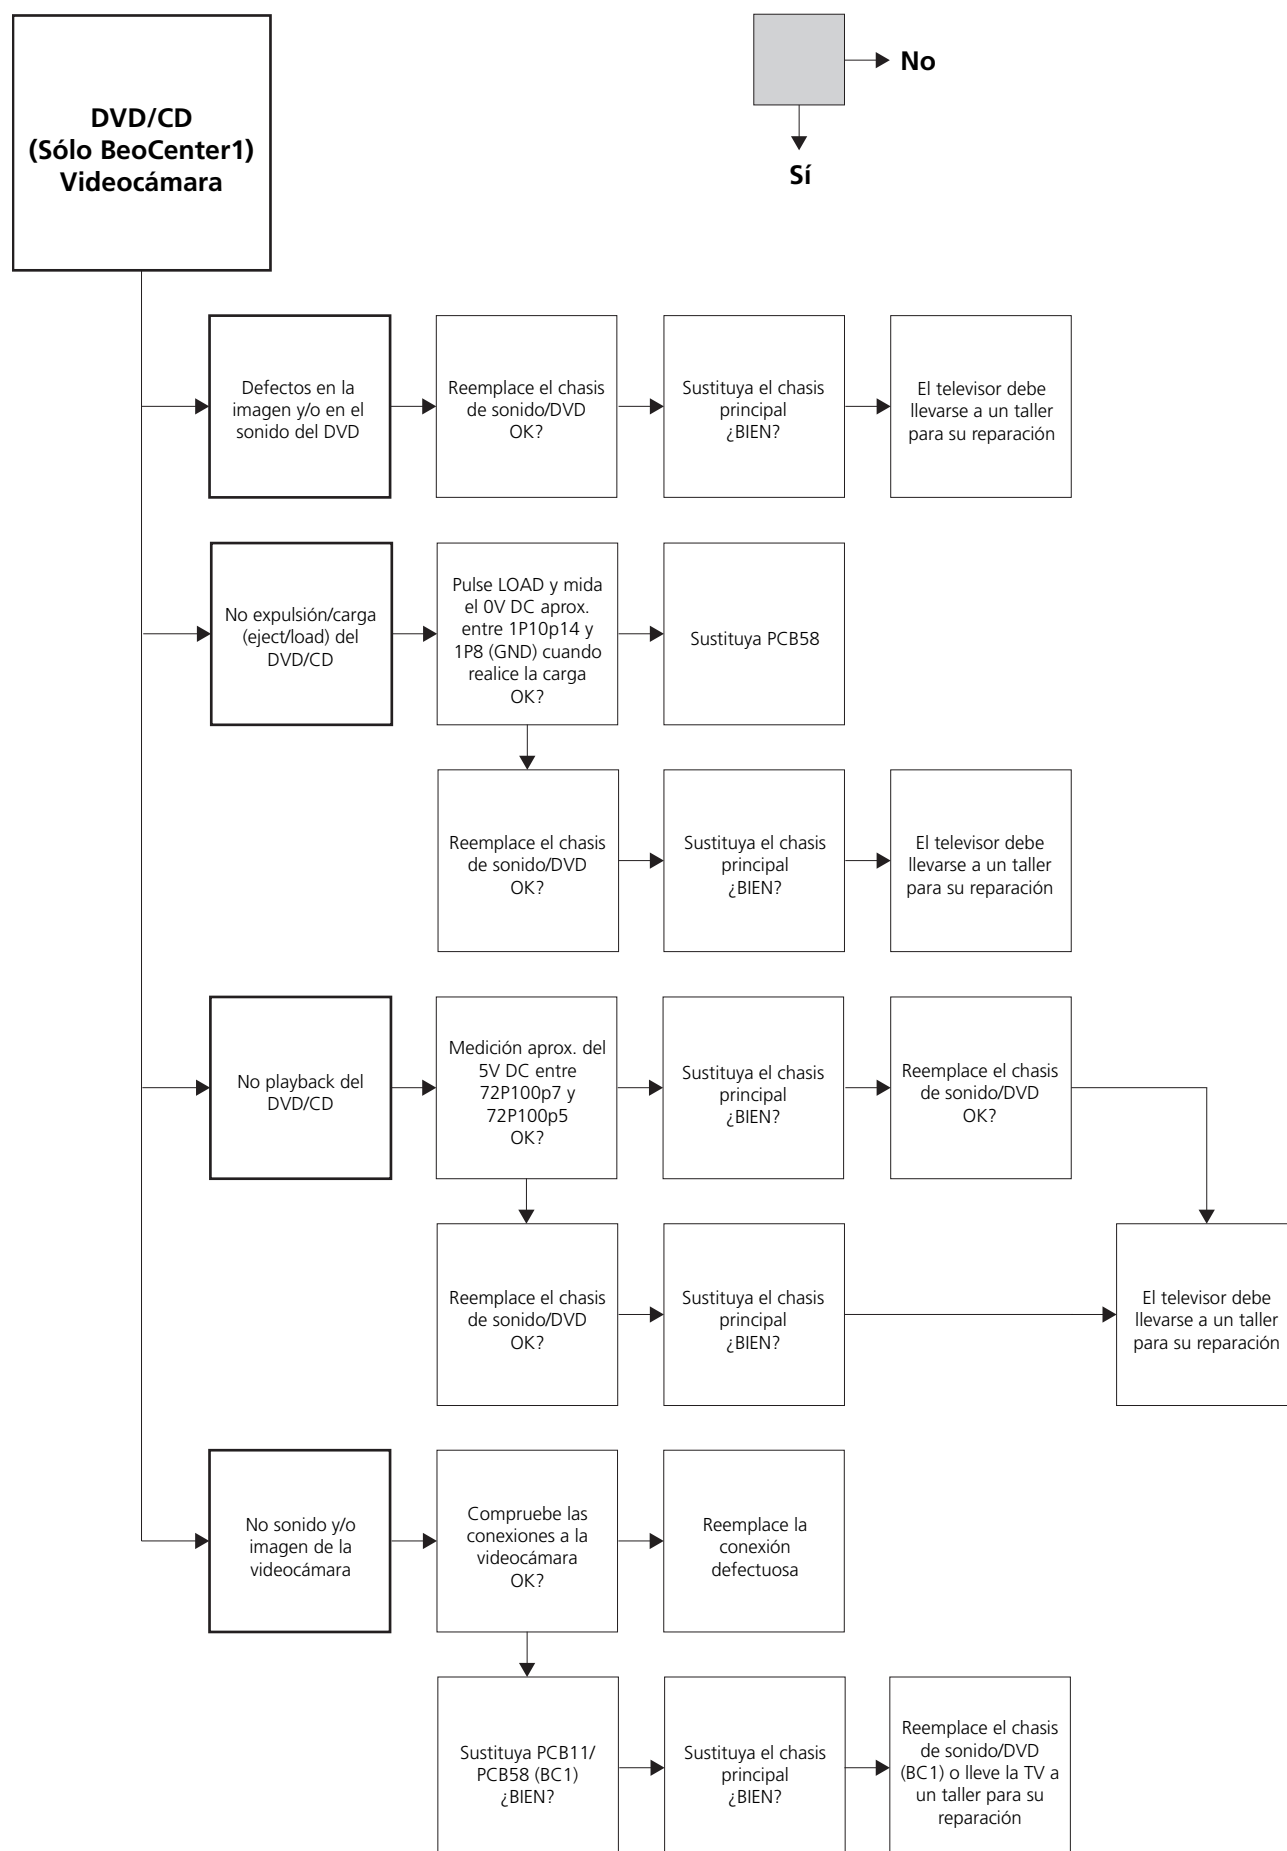 DVD/CD
(Sólo BeoCenter1)
Videocámara
No
Sí
Defectos en la
imagen y/o en el
sonido del DVD
Reemplace el chasis
de sonido/DVD
OK?
Sustituya el chasis
principal
¿BIEN?
El televisor debe
llevarse a un taller
para su reparación
No expulsión/carga
(eject/load) del
DVD/CD
Pulse LOAD y mida
el 0V DC aprox.
entre 1P10p14 y
1P8 (GND) cuando
realice la carga
OK?
Sustituya PCB58
Reemplace el chasis
de sonido/DVD
OK?
Sustituya el chasis
principal
¿BIEN?
El televisor debe
llevarse a un taller
para su reparación
No playback del
DVD/CD
Medición aprox. del
5V DC entre
72P100p7 y
72P100p5
OK?
Sustituya el chasis
principal
¿BIEN?
Reemplace el chasis
de sonido/DVD
OK?
Reemplace el chasis
de sonido/DVD
OK?
Sustituya el chasis
principal
¿BIEN?
El televisor debe
llevarse a un taller
para su reparación
No sonido y/o
imagen de la
videocámara
Compruebe las
conexiones a la
videocámara
OK?
Reemplace la
conexión
defectuosa
Sustituya PCB11/
PCB58 (BC1)
¿BIEN?
Sustituya el chasis
principal
¿BIEN?
Reemplace el chasis
de sonido/DVD
(BC1) o lleve la TV a
un taller para su
reparación